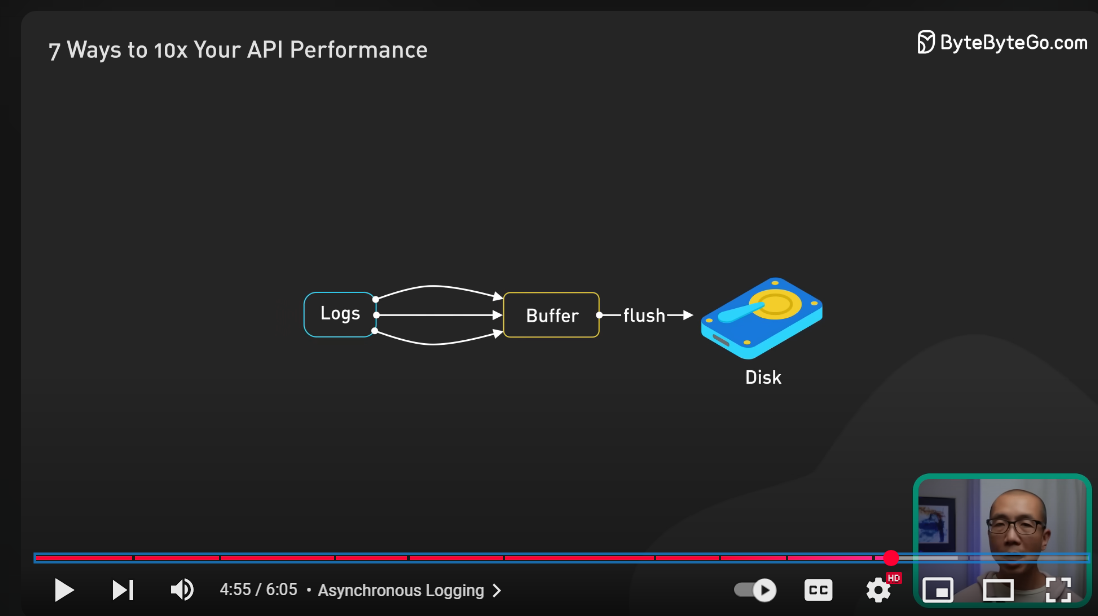 7 Ways to 10x Your API Performance
ByteByteGo.com
Logs
Buffer
flush
Disk
4:55 / 6:05 • Asynchronous Logging
CC
HD